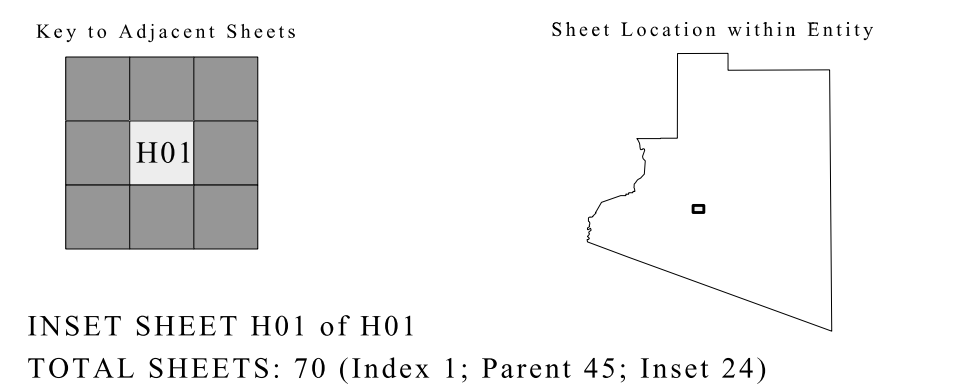 Key to Adjacent Sheets
Sheet Location within Entity
H01
INSET SHEET H01 of H01
TOTAL SHEETS: 70 (Index 1; Parent 45; Inset 24)